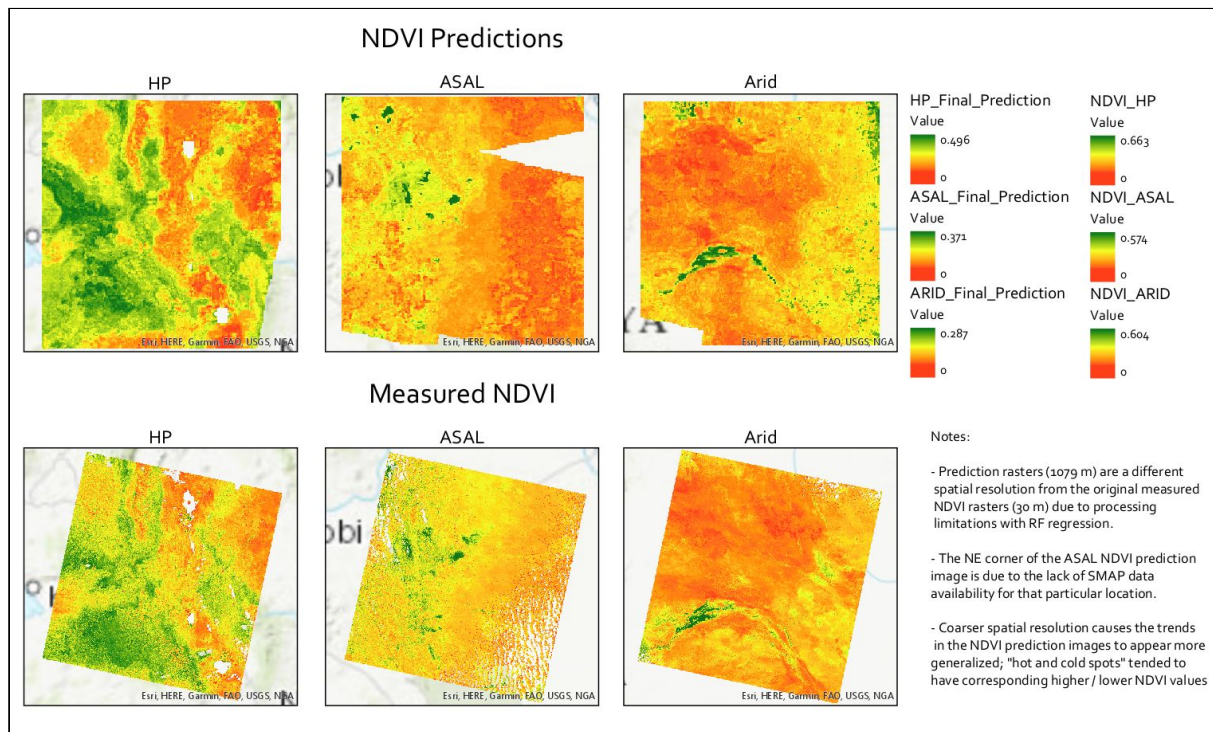 NDVI Predictions
HP
ASAL
Arid
Esri, HERE, Garmin, FAO, USGS, NGA
Esri, HERE, Garmin, FAO, USGS, NGA
YA
Esri, HERE, Garmin, FAO, USGS, NGA
HP_Final_Prediction
Value
0.496
0
NDVI_HP
Value
0.663
0
ASAL_Final_Prediction
Value
0.371
0
NDVI_ASAL
Value
0.574
0
ARID_Final_Prediction
Value
0.287
0
NDVI_ARID
Value
0.604
0
Measured NDVI
HP
ASAL
Arid
obi
Esri, HERE, Garmin, FAO, USGS, NGA
Esri, HERE, Garmin, FAO, USGS, NGA
Esri, HERE, Garmin, FAO, USGS, NGA
Notes:
- Prediction rasters (1079 m) are a different
spatial resolution from the original measured
NDVI rasters (30 m) due to processing
limitations with RF regression.
- The NE corner of the ASAL NDVI prediction
image is due to the lack of SMAP data
availability for that particular location.
- Coarser spatial resolution causes the trends
in the NDVI prediction images to appear more
generalized; "hot and cold spots" tended to
have corresponding higher / lower NDVI values